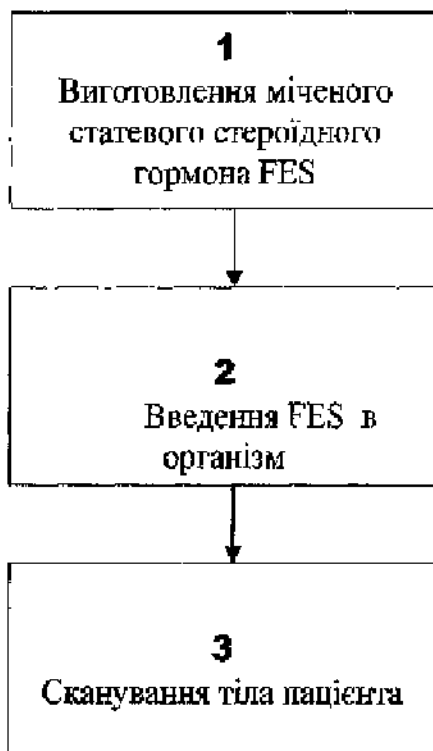 1
Виготовлення міченого
статевого стероїдного
гормона FES
2
Введення FES в
організм
3
Сканування тіла пацієнта